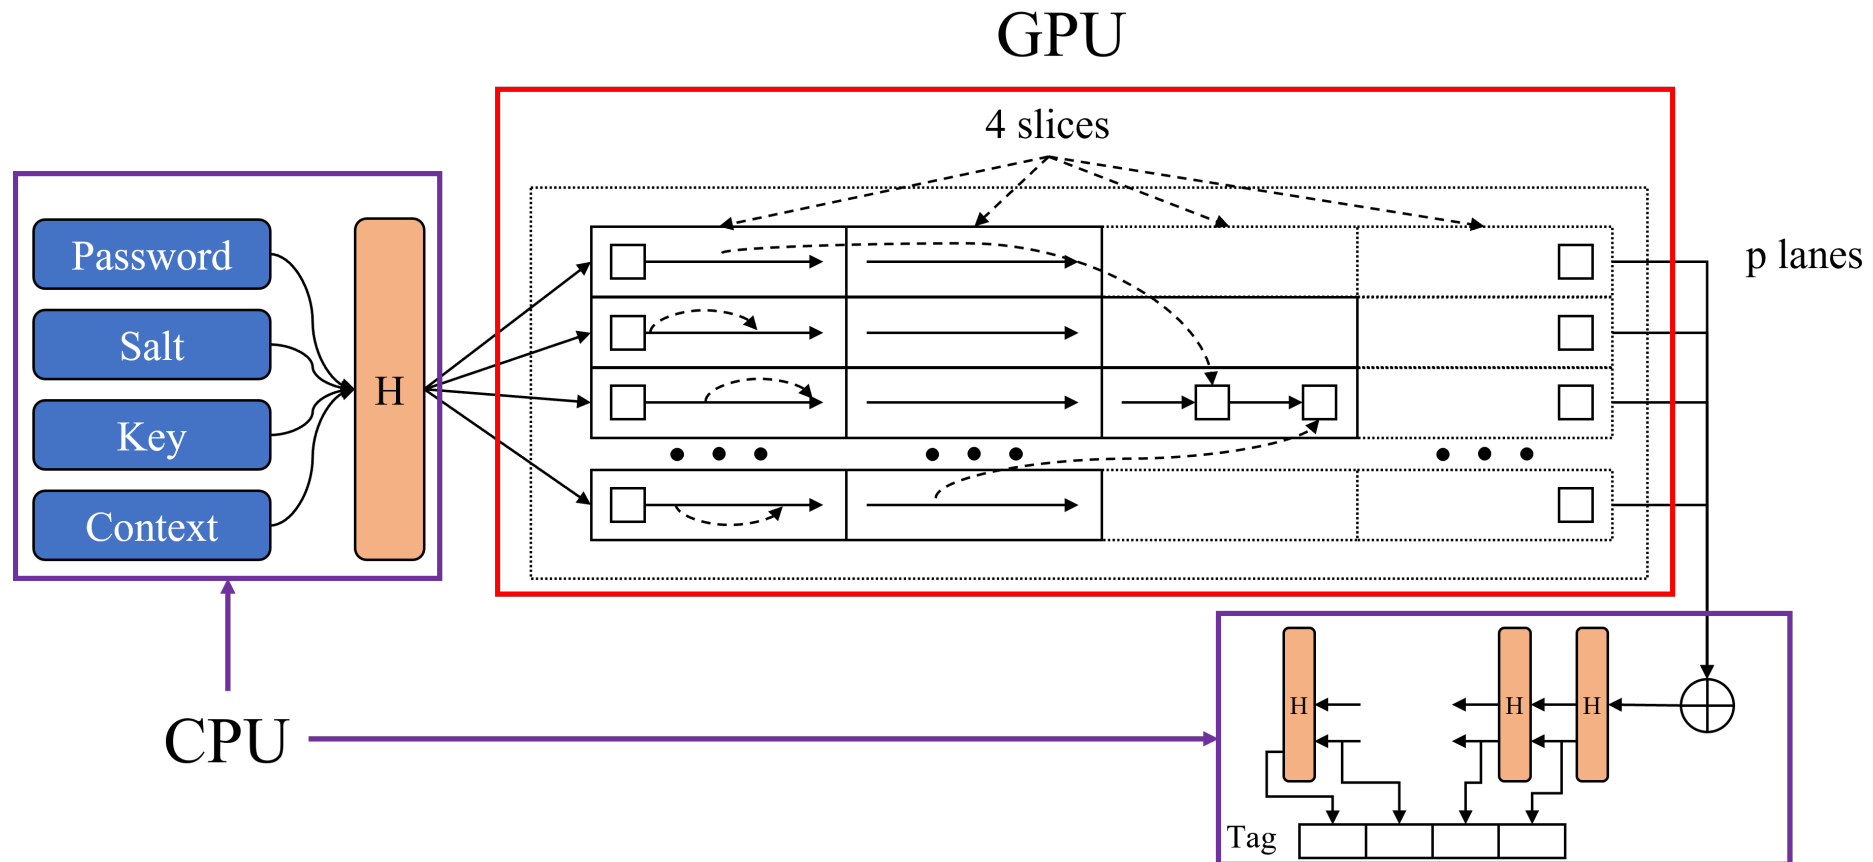 GPU
4 slices
Password
Salt
Key
Context
H
p lanes
CPU
H
H
H
Tag